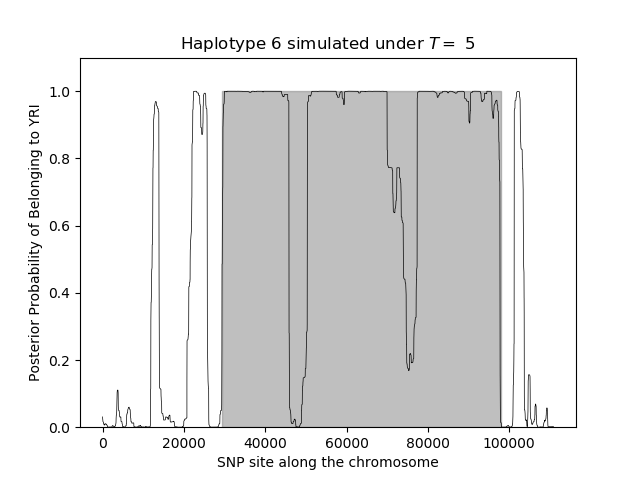 Haplotype 6 simulated under T = 5
Posterior Probability of Belonging to YRI
1.0
0.8
0.6
0.4
0.2
0.0
0 20000 40000 60000 80000 100000
SNP site along the chromosome